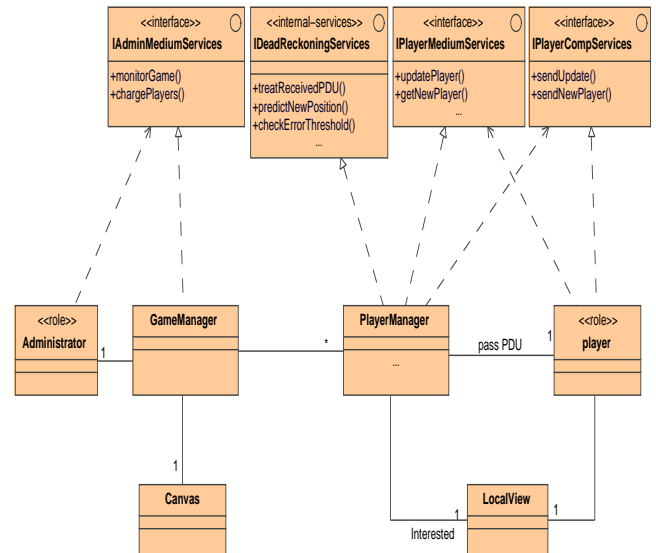 <<interface>>
IAdminMediumServices
+monitorGame()
+chargePlayers()
<<internal-services>>
IDeadReckoningServices
+treatReceivedPDU()
+predictNewPosition()
+checkErrorThreshold()
...
<<interface>>
IPlayerMediumServices
+updatePlayer()
+getNewPlayer()
...
<<interface>>
IPlayerCompServices
+sendUpdate()
+sendNewPlayer()
<<role>>
Administrator
1
GameManager
*
PlayerManager
...
pass PDU
1
<<role>>
player
1
Canvas
1
Interested
LocalView
1